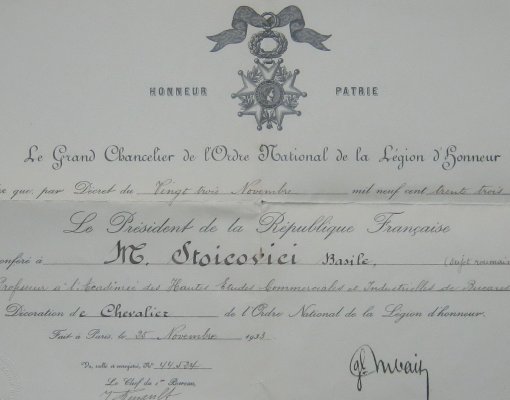 HONNEUR PATRIE
Le Grand Chancelier de l'Ordre National de la Légion d'Honneur
que, par Décret du Vingt trois Novembre mil neuf cent trente trois
Le Président de la République Française
conféré à M. Stoicovici Basile, (sujet roumain
Professeur à l'Académie des Hautes Etudes Commerciales et Industrielles de Bucarest
Décoration de Chevalier de l'Ordre National de la Légion d'honneur.
Fait à Paris, le 25 Novembre 1933
Vu, scellé et enregistré, N° 44.524
Le Chef du 1er Bureau,